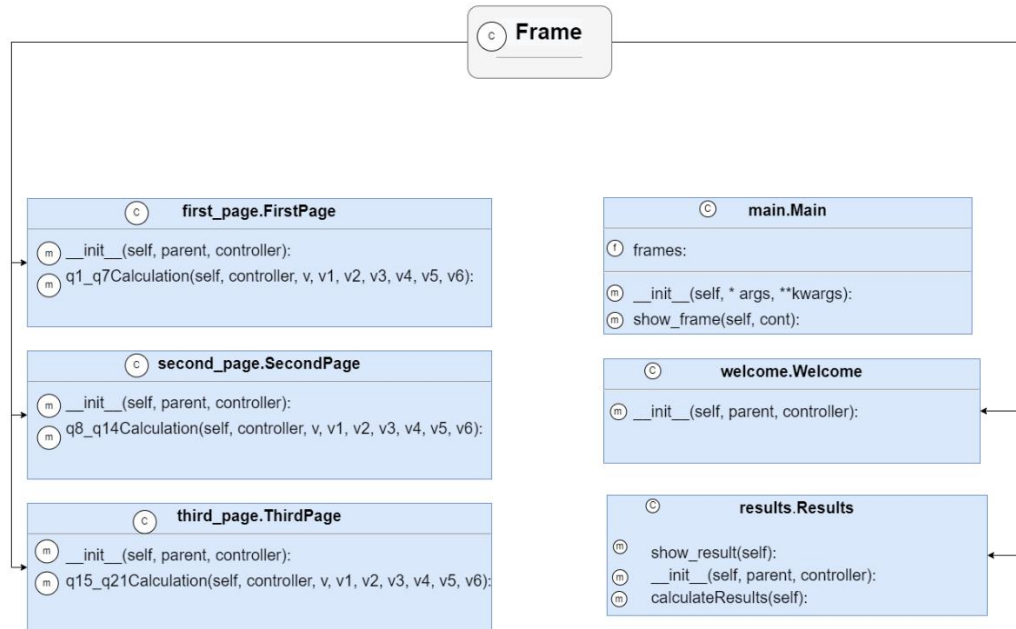 C Frame
C first_page.FirstPage
m __init__(self, parent, controller):
m q1_q7Calculation(self, controller, v, v1, v2, v3, v4, v5, v6):
C second_page.SecondPage
m __init__(self, parent, controller):
m q8_q14Calculation(self, controller, v, v1, v2, v3, v4, v5, v6):
C third_page.ThirdPage
m __init__(self, parent, controller):
m q15_q21Calculation(self, controller, v, v1, v2, v3, v4, v5, v6):
C main.Main
f frames:
m __init__(self, * args, **kwargs):
m show_frame(self, cont):
C welcome.Welcome
m __init__(self, parent, controller):
C results.Results
m show_result(self):
m __init__(self, parent, controller):
m calculateResults(self):